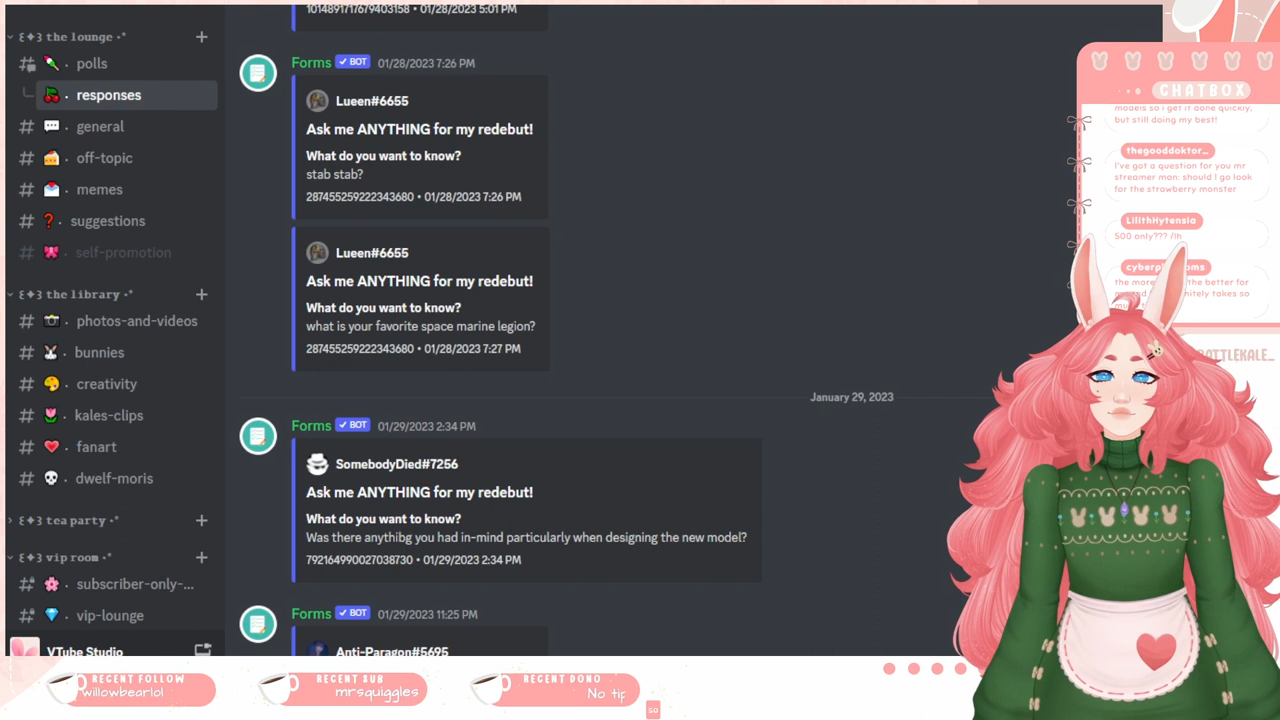 the lounge
polls
responses
general
off-topic
memes
suggestions
self-promotion
the library
photos-and-videos
bunnies
creativity
kales-clips
fanart
dwelf-moris
tea party
vip room
subscriber-only-...
vip-lounge
VTube Studio
1014891717679403158 • 01/28/2023 5:01 PM
Forms BOT 01/28/2023 7:26 PM
Lueen#6655
Ask me ANYTHING for my redebut!
What do you want to know?
stab stab?
287455259222343680 • 01/28/2023 7:26 PM
Lueen#6655
Ask me ANYTHING for my redebut!
What do you want to know?
what is your favorite space marine legion?
287455259222343680 • 01/28/2023 7:27 PM
January 29, 2023
Forms BOT 01/29/2023 2:34 PM
SomebodyDied#7256
Ask me ANYTHING for my redebut!
What do you want to know?
Was there anythibg you had in-mind particularly when designing the new model?
792164990027038730 • 01/29/2023 2:34 PM
Forms BOT 01/29/2023 11:25 PM
Anti-Paragon#5695
CHATBOX
models so i get it done quickly,
but still doing my best!
thegooddoktor_
I've got a question for you mr
streamer man: should I go look
for the strawberry monster
LilithHytensia
500 only??? /lh
the more the better for
takes so
RECENT FOLLOW
willowbearlol
RECENT SUB
mrsquiggles
RECENT DONO
No tip
so